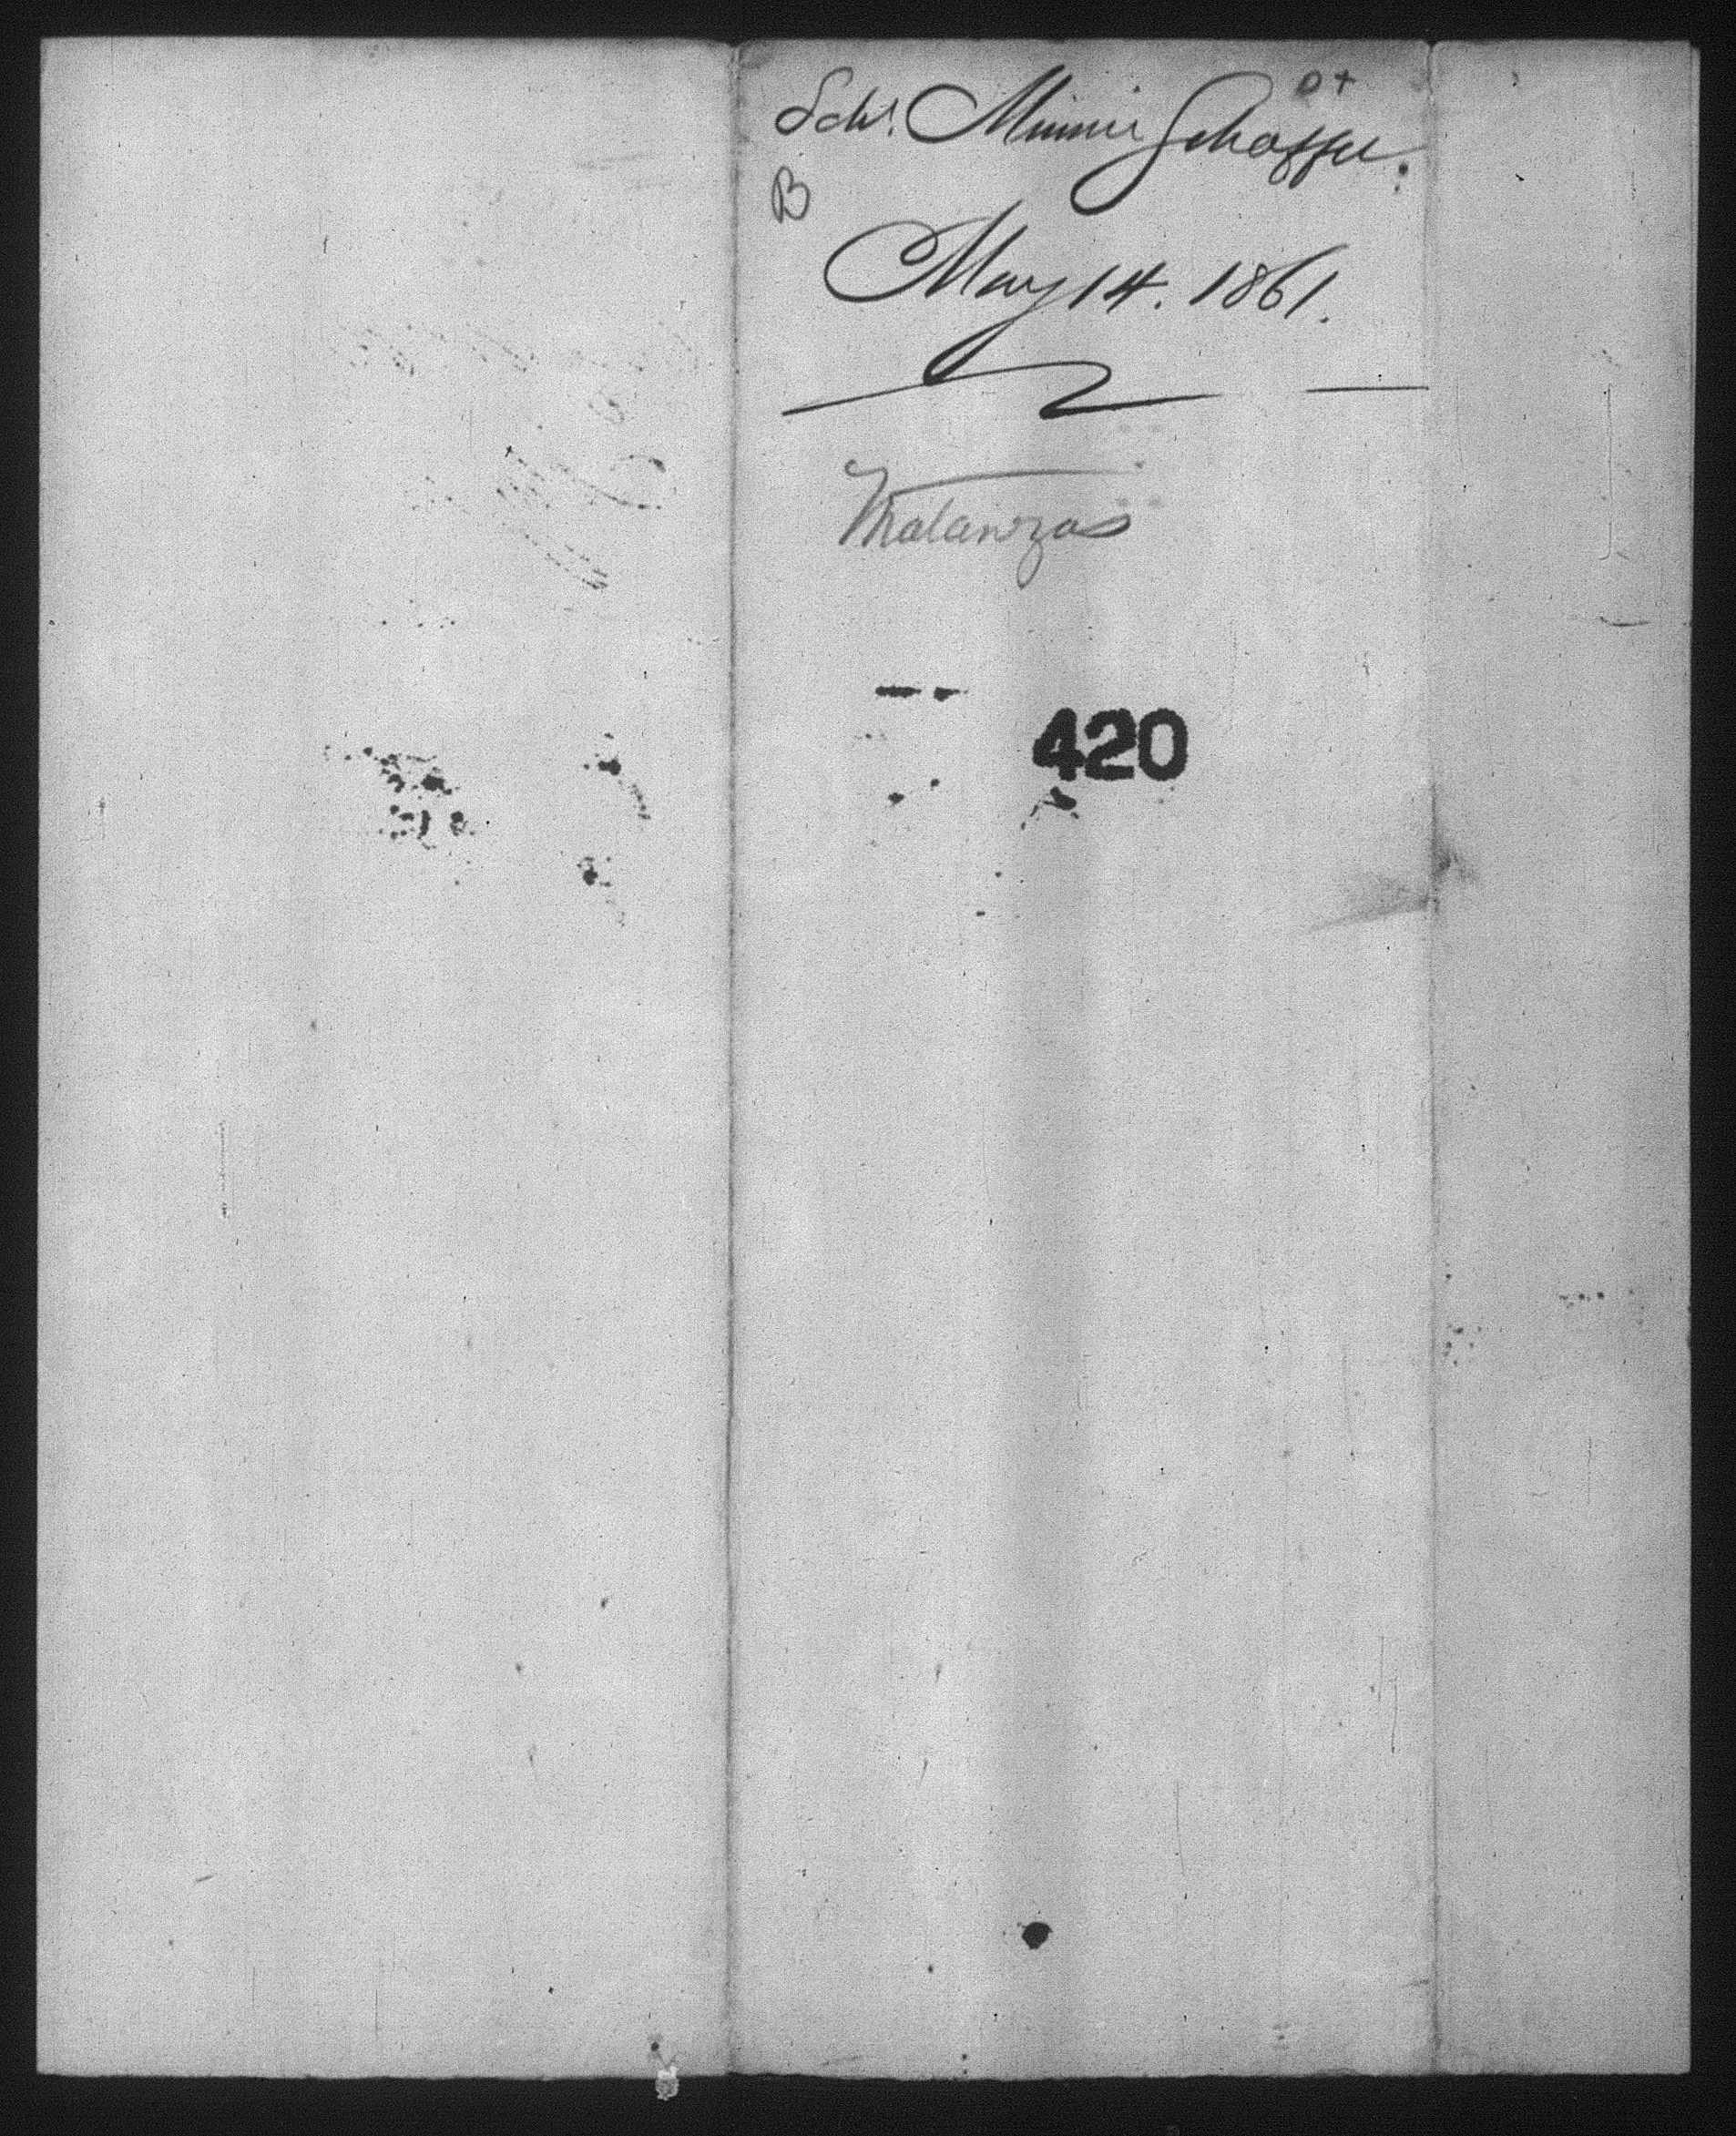 Schr. Minnie Schaffer.
B
May 14. 1861.
Matanzas
420